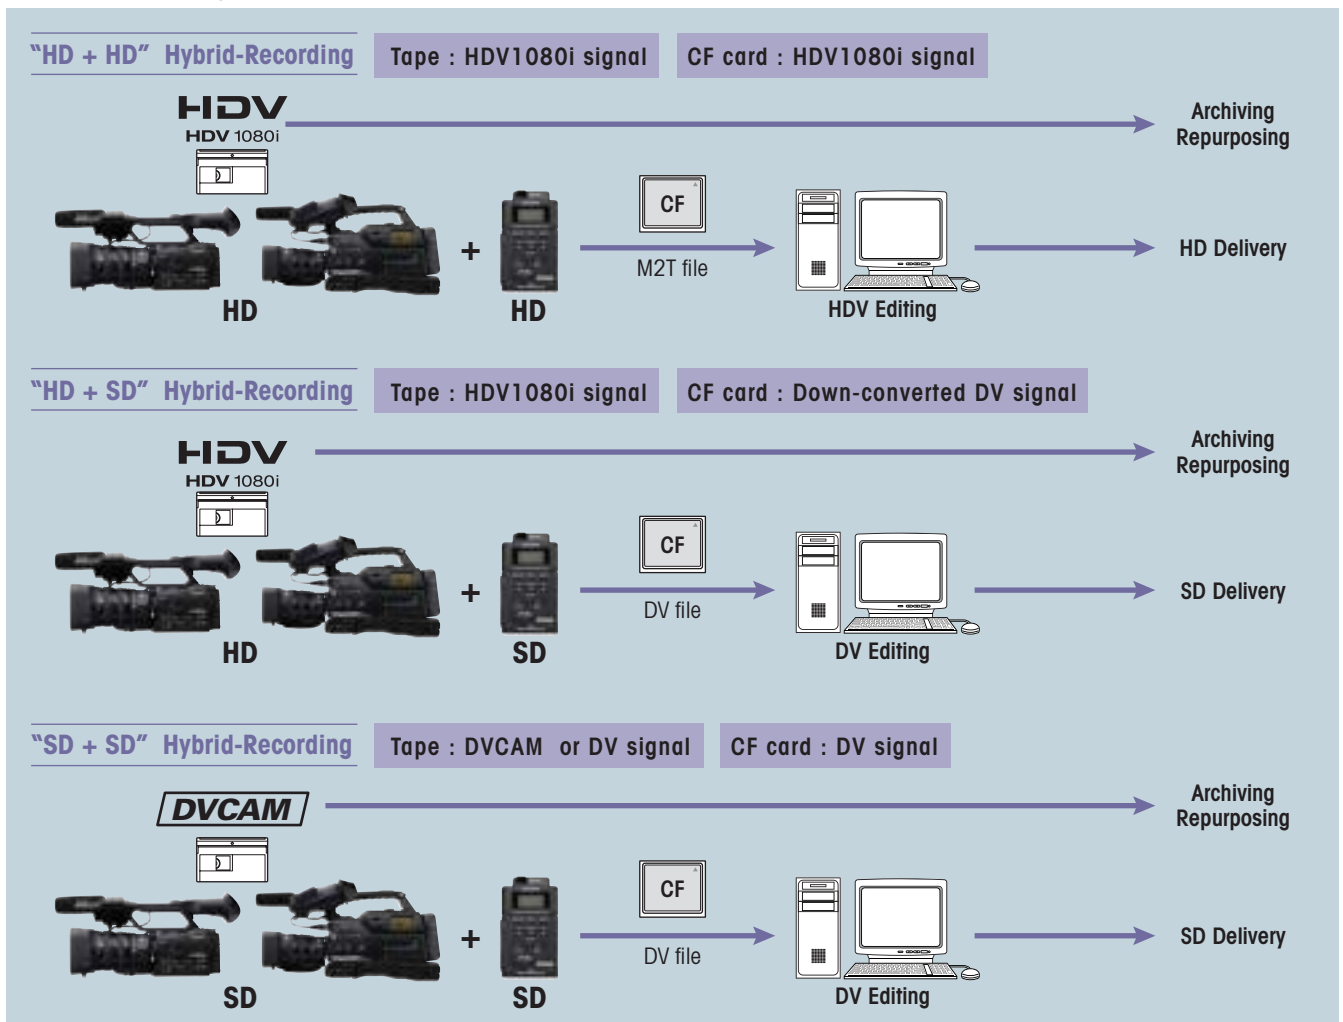 “HD + HD” Hybrid-Recording
Tape : HDV1080i signal
CF card : HDV1080i signal
HDV
HDV 1080i
Archiving
Repurposing
CF
M2T file
HD
+
HD
HDV Editing
HD Delivery
“HD + SD” Hybrid-Recording
Tape : HDV1080i signal
CF card : Down-converted DV signal
HDV
HDV 1080i
Archiving
Repurposing
CF
DV file
HD
+
SD
DV Editing
SD Delivery
“SD + SD” Hybrid-Recording
Tape : DVCAM or DV signal
CF card : DV signal
DVCAM
Archiving
Repurposing
CF
DV file
SD
+
SD
DV Editing
SD Delivery